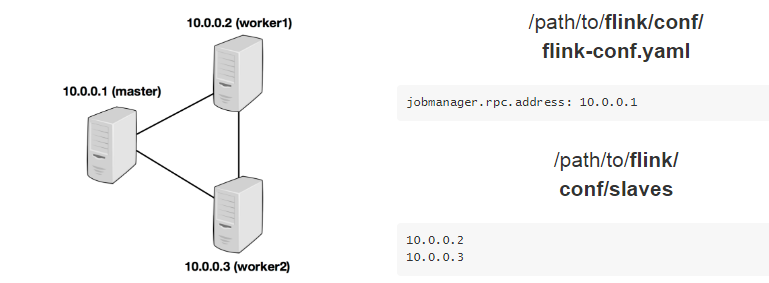 10.0.0.2 (worker1)
10.0.0.1 (master)
10.0.0.3 (worker2)
/path/to/flink/conf/
flink-conf.yaml
jobmanager.rpc.address: 10.0.0.1
/path/to/flink/
conf/slaves
10.0.0.2
10.0.0.3